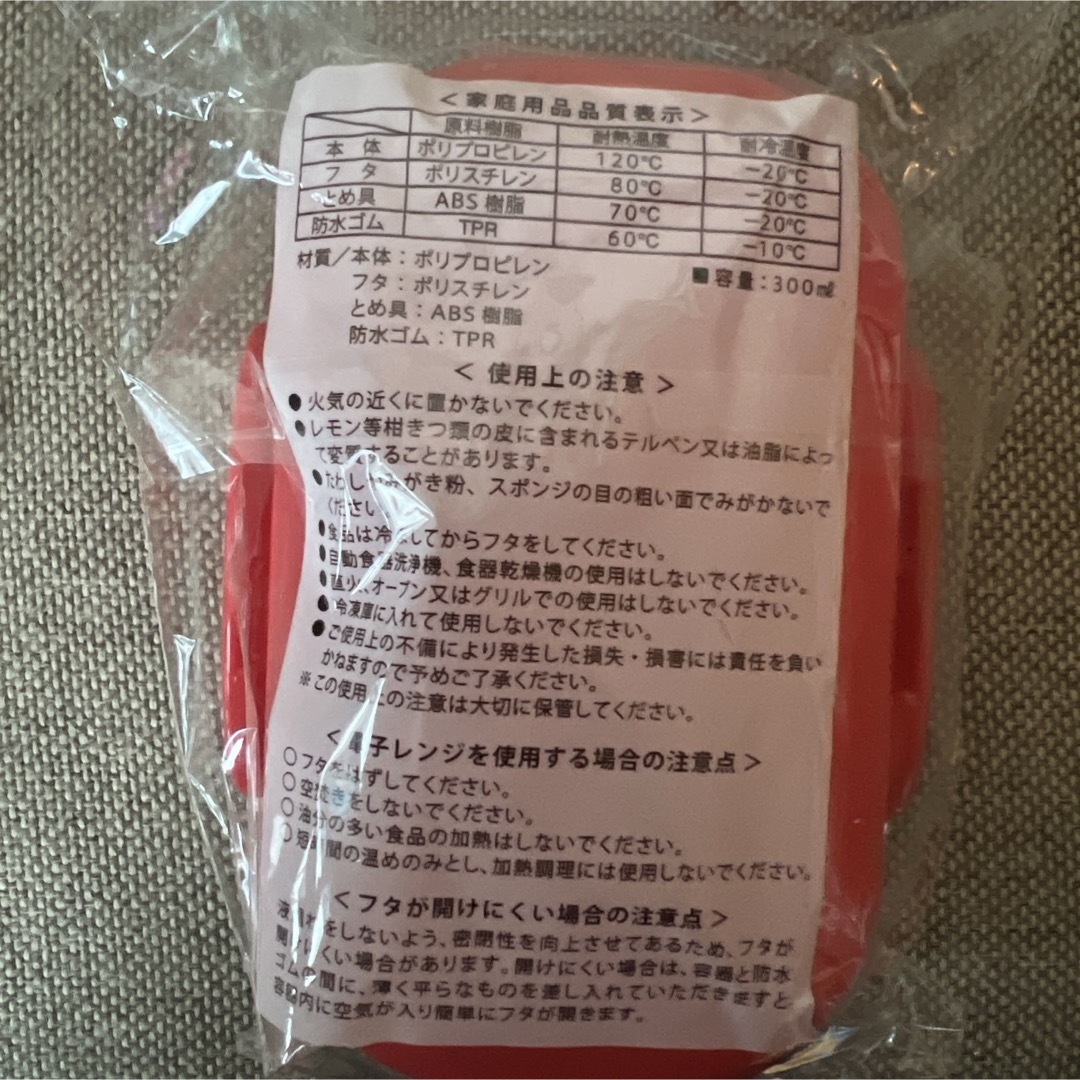 ＜家庭用品品質表示＞
原料樹脂 耐熱温度 耐冷温度
本体 ポリプロピレン 120℃ －20℃
フタ ポリスチレン 80℃ －20℃
とめ具 ABS樹脂 70℃ －20℃
防水ゴム TPR 60℃ －10℃
材質／本体：ポリプロピレン
■容量：300㎖
フタ：ポリスチレン
とめ具：ABS樹脂
防水ゴム：TPR
＜使用上の注意＞
●火気の近くに置かないでください。
●レモン等柑きつ類の皮に含まれるテルペン又は油脂によっ
て変質することがあります。
●たわしやみがき粉、スポンジの目の粗い面でみがかないで
ください
●食品は冷ましてからフタをしてください。
●自動食器洗浄機、食器乾燥機の使用はしないでください。
●直火、オーブン又はグリルでの使用はしないでください。
●冷凍庫に入れて使用しないでください。
●ご使用上の不備により発生した損失・損害には責任を負い
かねますので予めご了承ください。
※この使用上の注意は大切に保管してください。
＜電子レンジを使用する場合の注意点＞
○フタをはずしてください。
○空焚きをしないでください。
○油分の多い食品の加熱はしないでください。
○短時間の温めのみとし、加熱調理には使用しないでください。
＜フタが開けにくい場合の注意点＞
液漏れをしないよう、密閉性を向上させてあるため、フタが
開けにくい場合があります。開けにくい場合は、容器と防水
ゴムの間に、薄く平らなものを差し入れていただきますと
容器内に空気が入り簡単にフタが開きます。